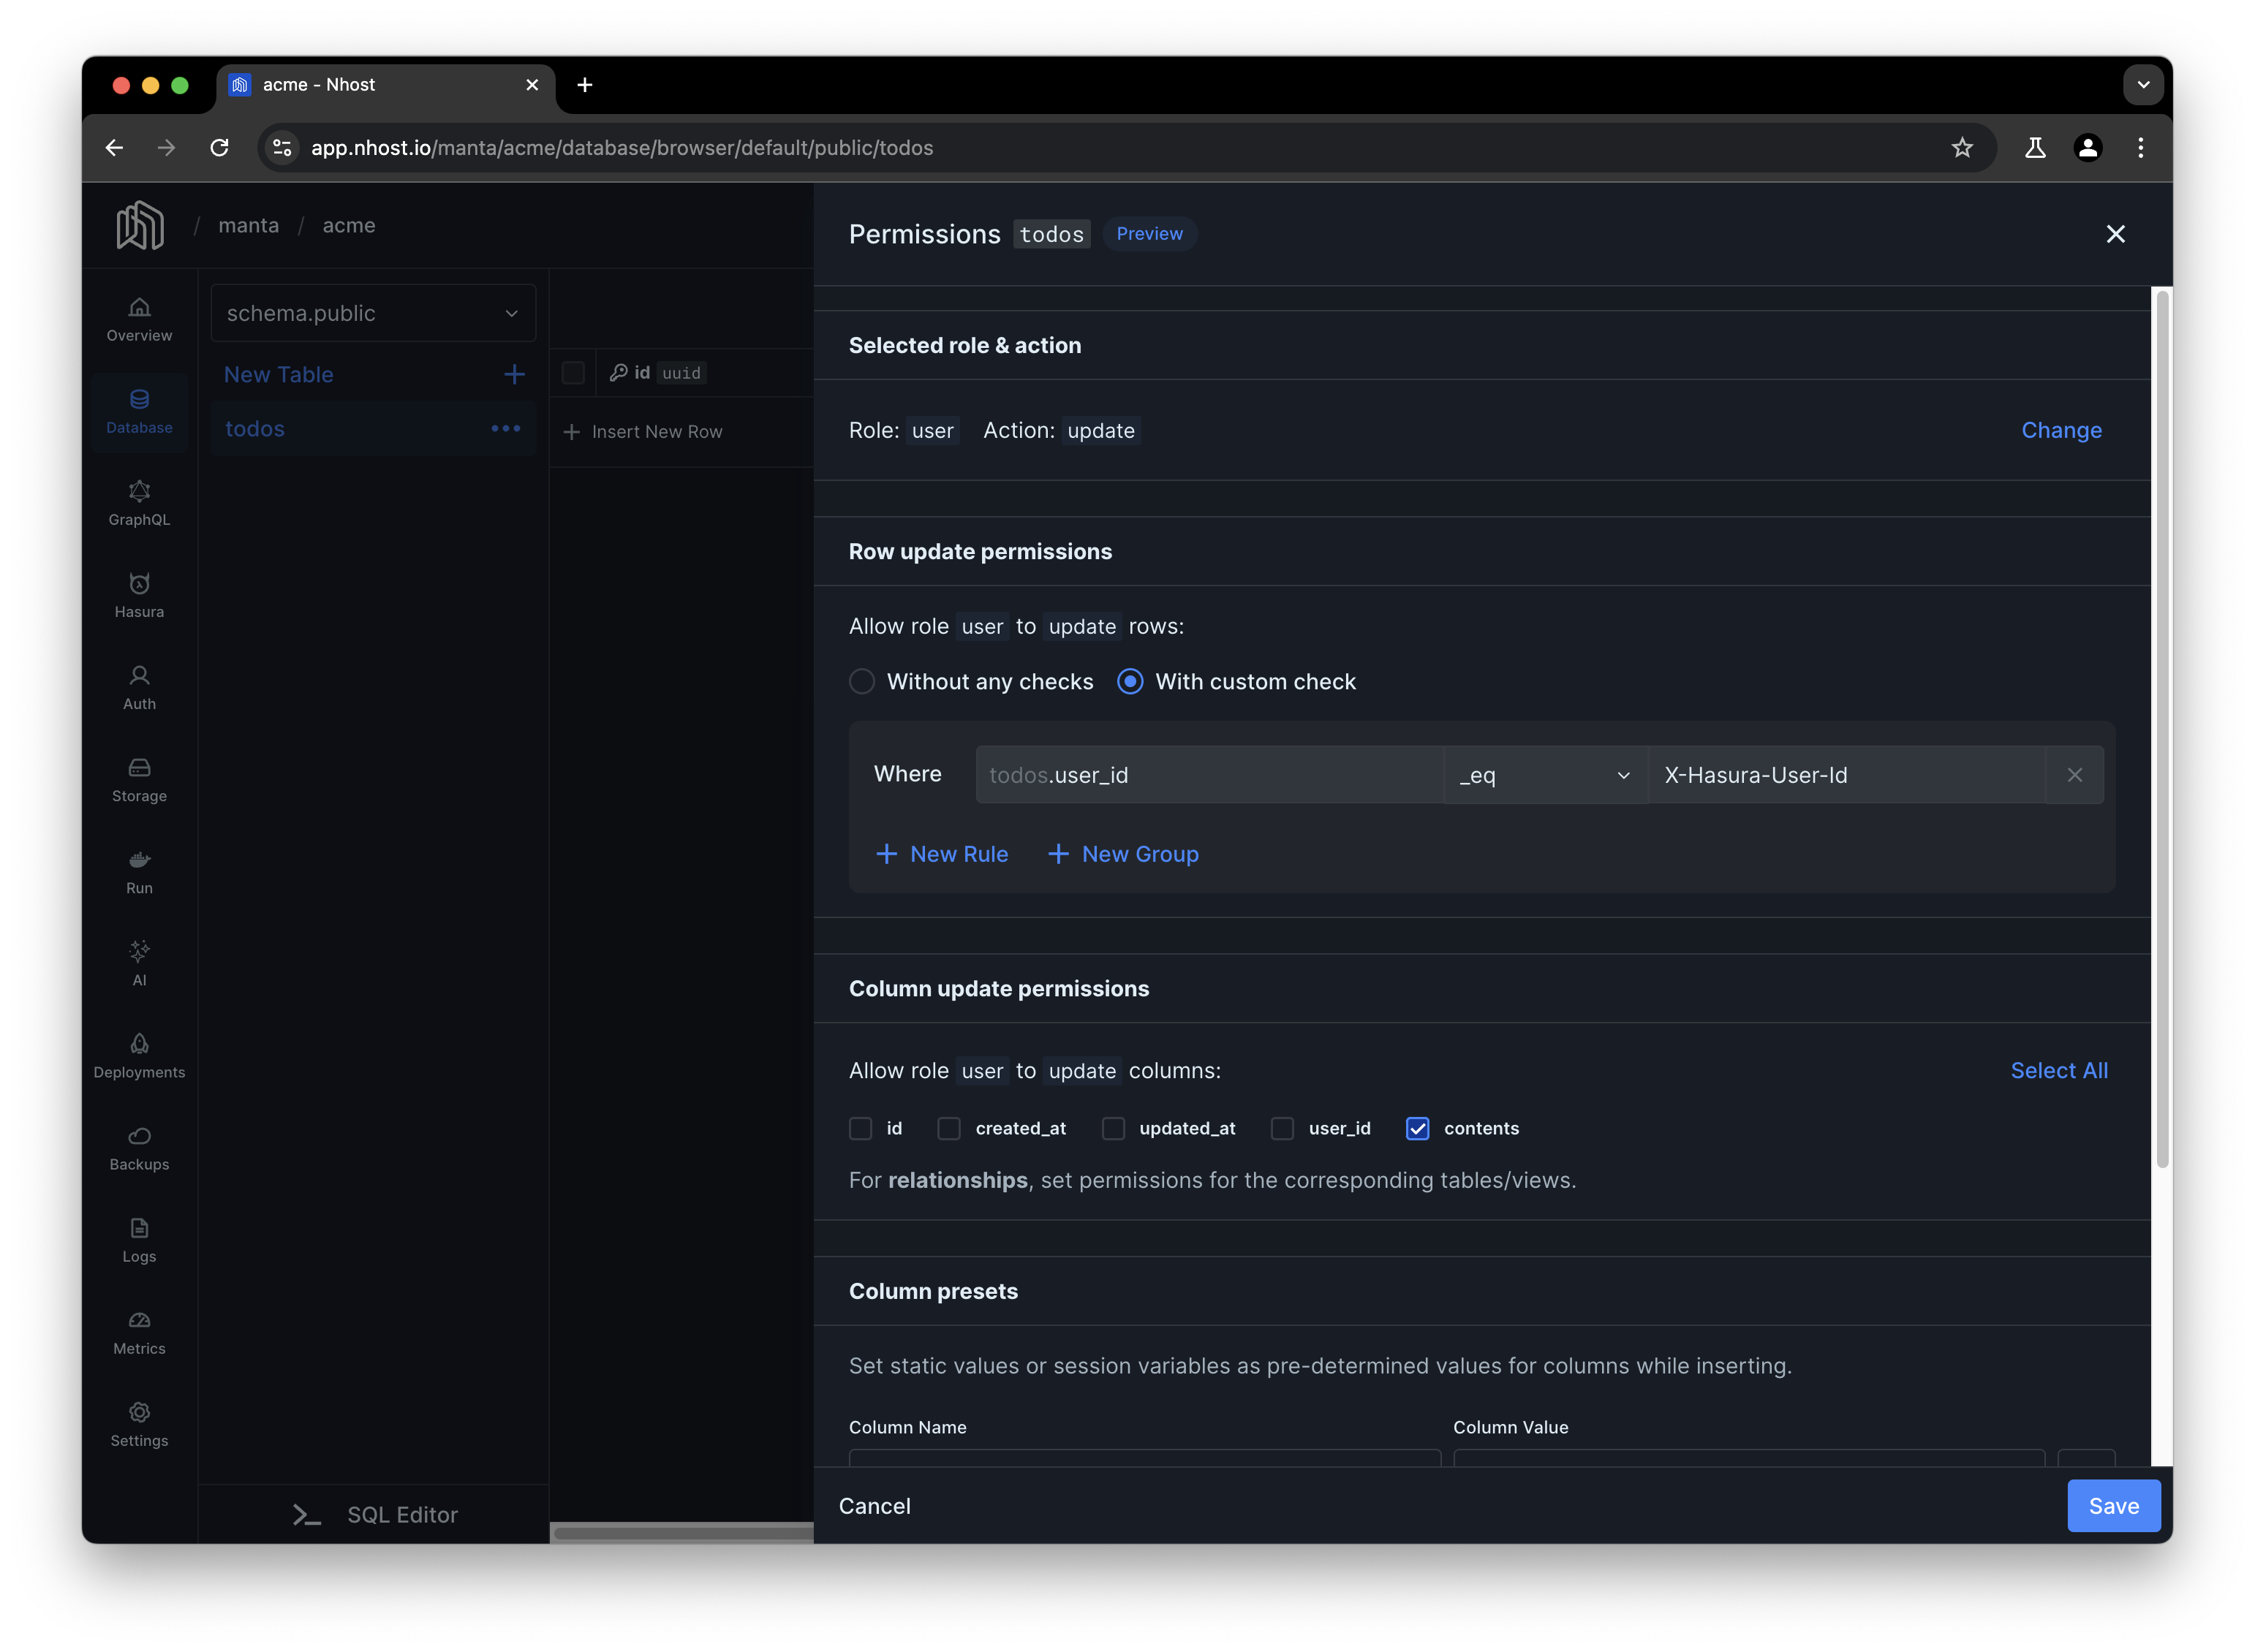 acme - Nhost
app.nhost.io/manta/acme/database/browser/default/public/todos
/ manta / acme
Overview
Database
GraphQL
Hasura
Auth
Storage
Run
AI
Deployments
Backups
Logs
Metrics
Settings
schema.public
New Table
todos
SQL Editor
id uuid
Insert New Row
Permissions todos Preview
Selected role & action
Role: user Action: update Change
Row update permissions
Allow role user to update rows:
Without any checks With custom check
Where todos.user_id _eq X-Hasura-User-Id
New Rule New Group
Column update permissions
Allow role user to update columns: Select All
id created_at updated_at user_id contents
For relationships, set permissions for the corresponding tables/views.
Column presets
Set static values or session variables as pre-determined values for columns while inserting.
Column Name Column Value
Cancel Save